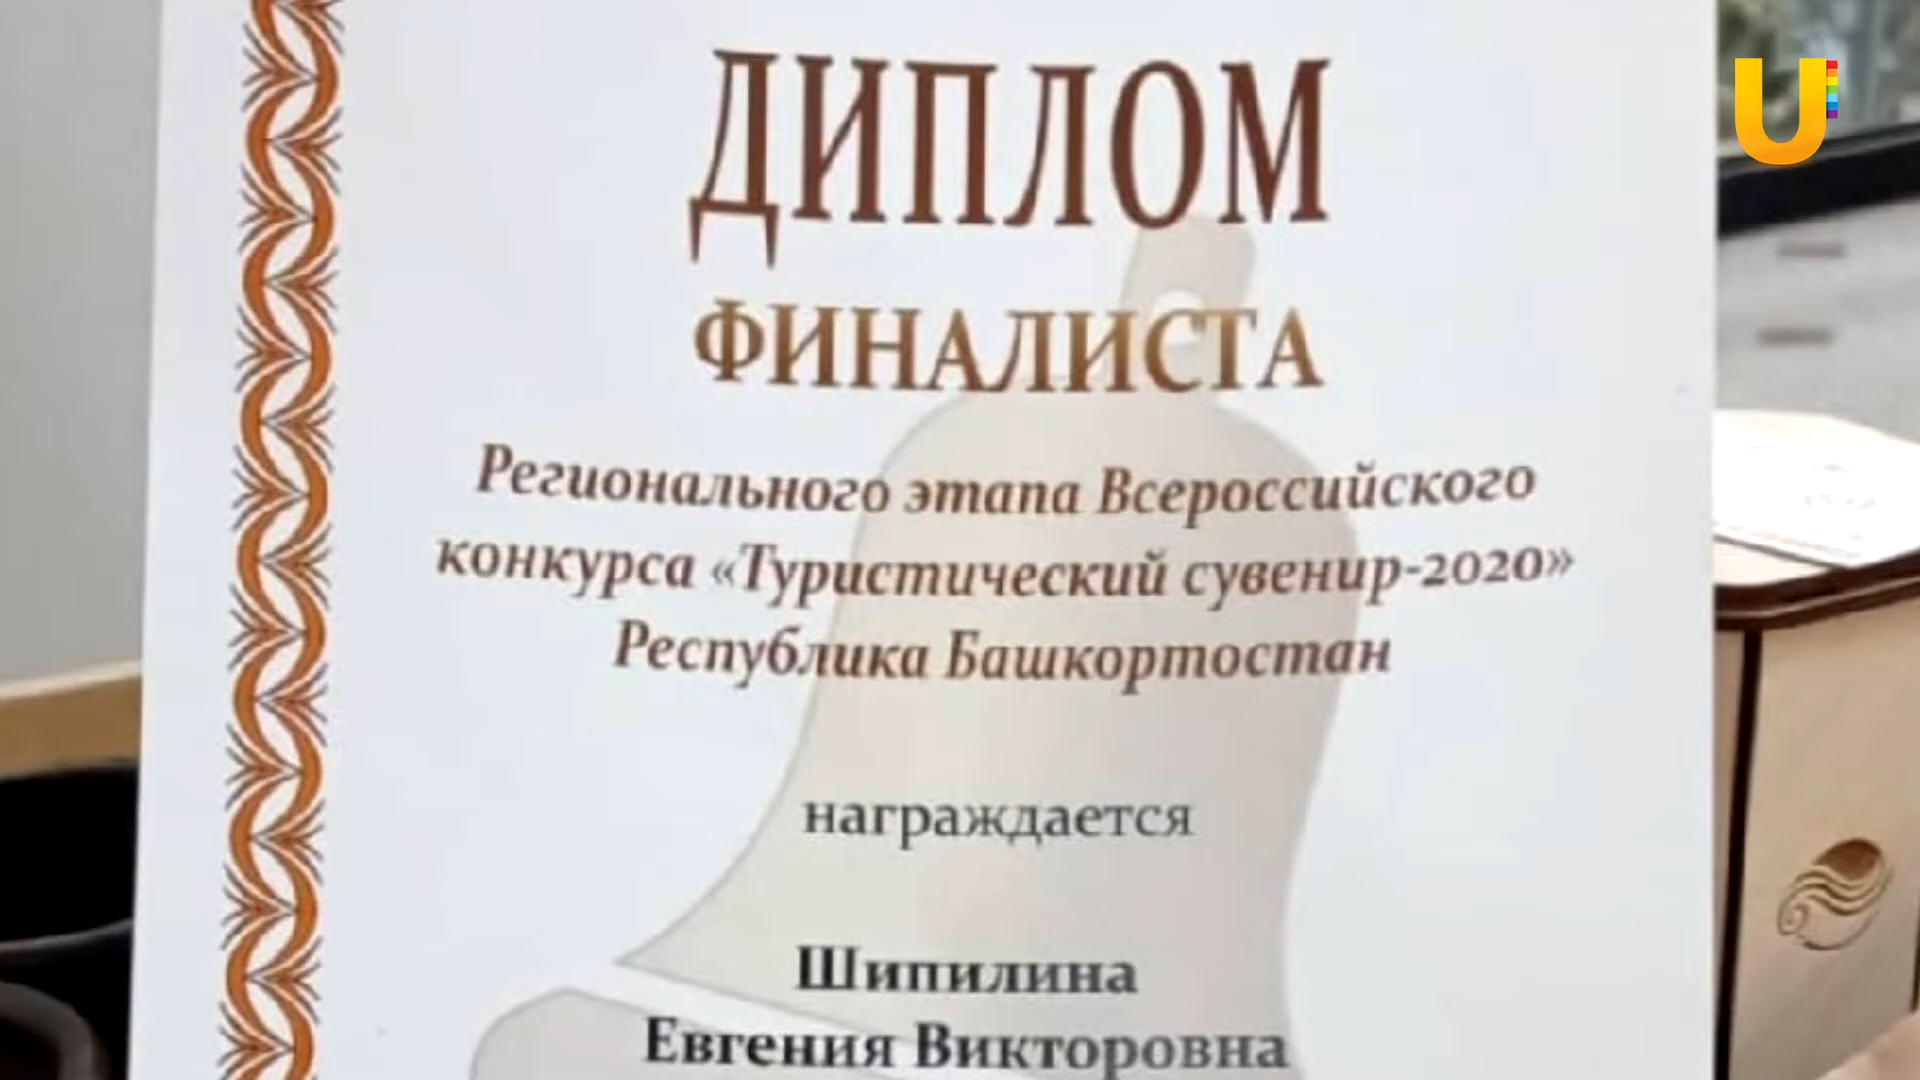 ДИПЛОМ
ФИНАЛИСТА
Регионального этапа Всероссийского
конкурса «Туристический сувенир-2020»
Республика Башкортостан
награждается
Шипилина
Евгения Викторовна
U